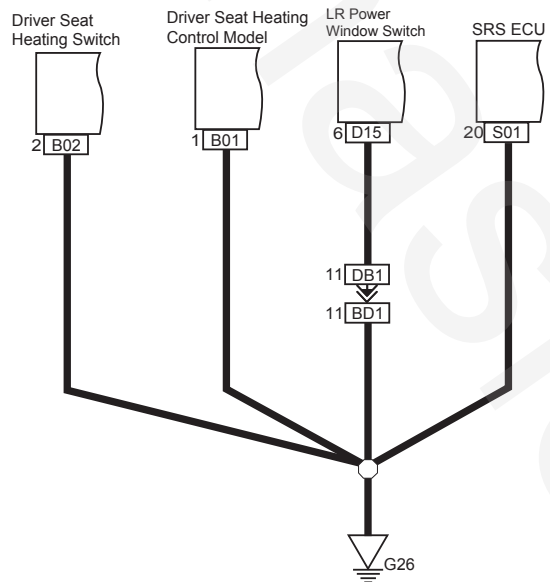 Driver Seat
Heating Switch
Driver Seat Heating
Control Model
LR Power
Window Switch
SRS ECU
2 B02
1 B01
6 D15
20 S01
11 DB1
11 BD1
G26